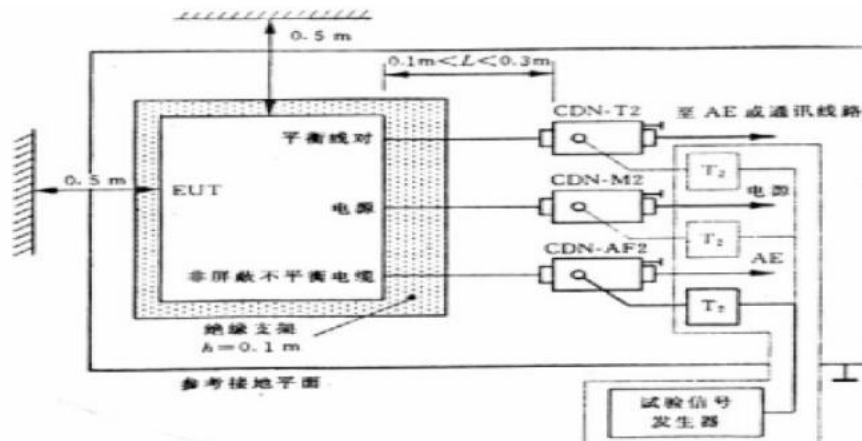 0.5 m
0.1m<L<0.3m
CDN-T2
至 AE 或通讯线路
平衡线对
T₂
0.5 m
EUT
CDN-M2
电源
电源
T₂
CDN-AF2
AE
非屏蔽不平衡电缆
T₂
绝缘支架
h=0.1 m
参考接地平面
试验信号
发生器